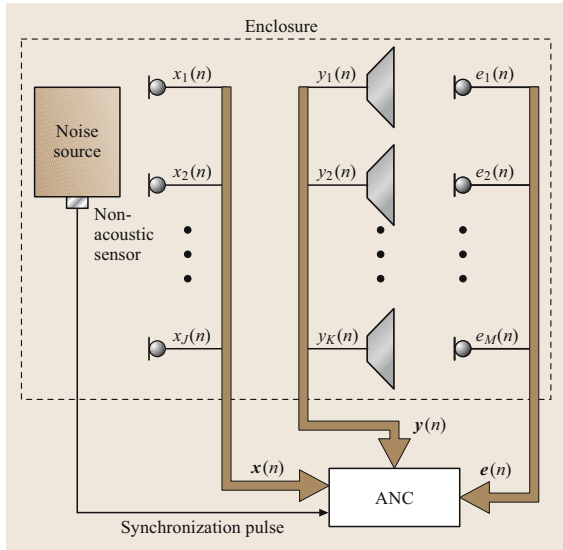 Enclosure
x1(n)
y1(n)
e1(n)
Noise
source
x2(n)
y2(n)
e2(n)
Non-
acoustic
sensor
xJ(n)
yK(n)
eM(n)
y(n)
x(n)
e(n)
ANC
Synchronization pulse